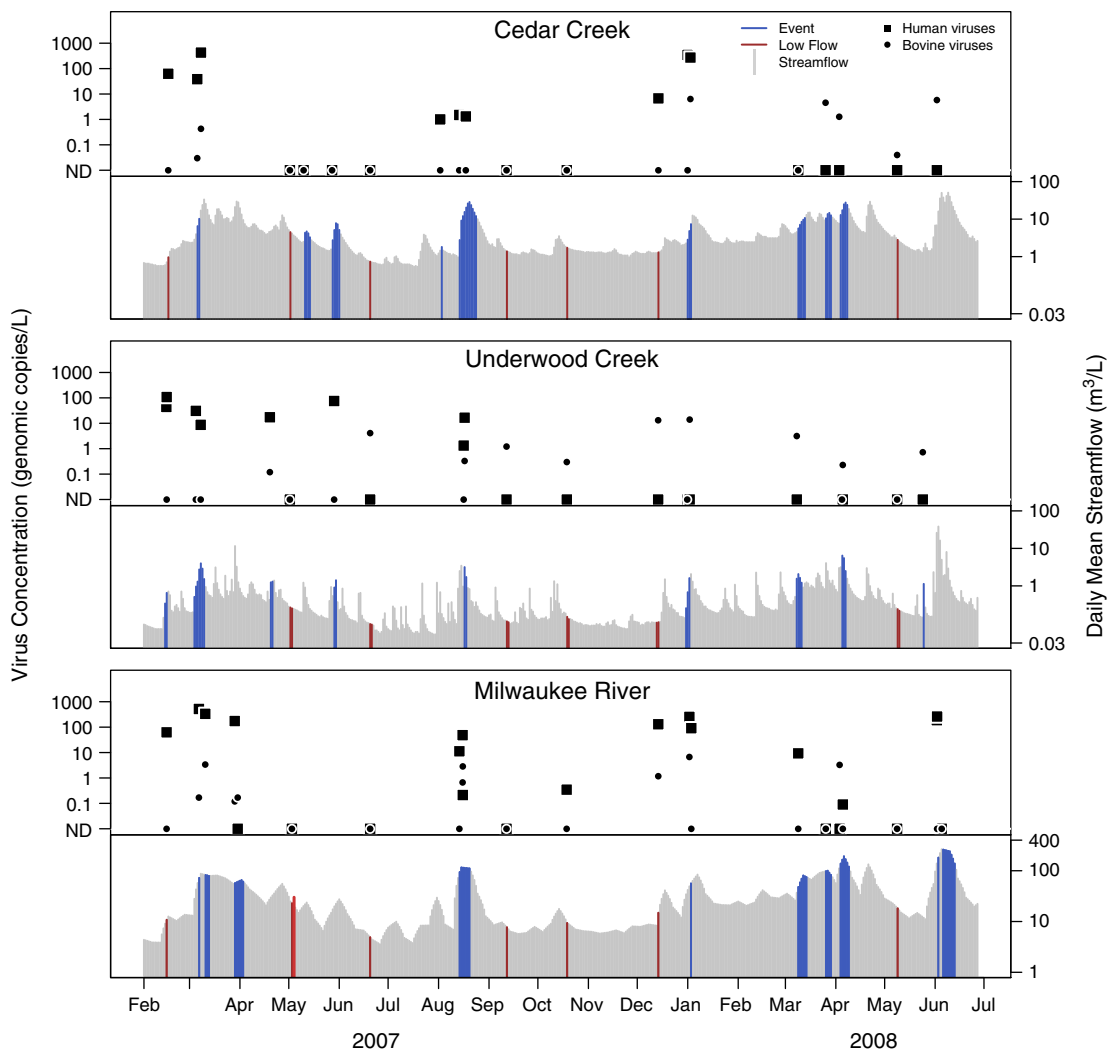 Cedar Creek
Event
Low Flow
Streamflow
Human viruses
Bovine viruses
1000
100
10
1
0.1
ND
100
10
1
0.03
Underwood Creek
1000
100
10
1
0.1
ND
100
10
1
0.03
Milwaukee River
1000
100
10
1
0.1
ND
400
100
10
1
Virus Concentration (genomic copies/L)
Daily Mean Streamflow (m³/L)
Feb Apr May Jun Jul Aug Sep Oct Nov Dec Jan Feb Mar Apr May Jun Jul
2007 2008